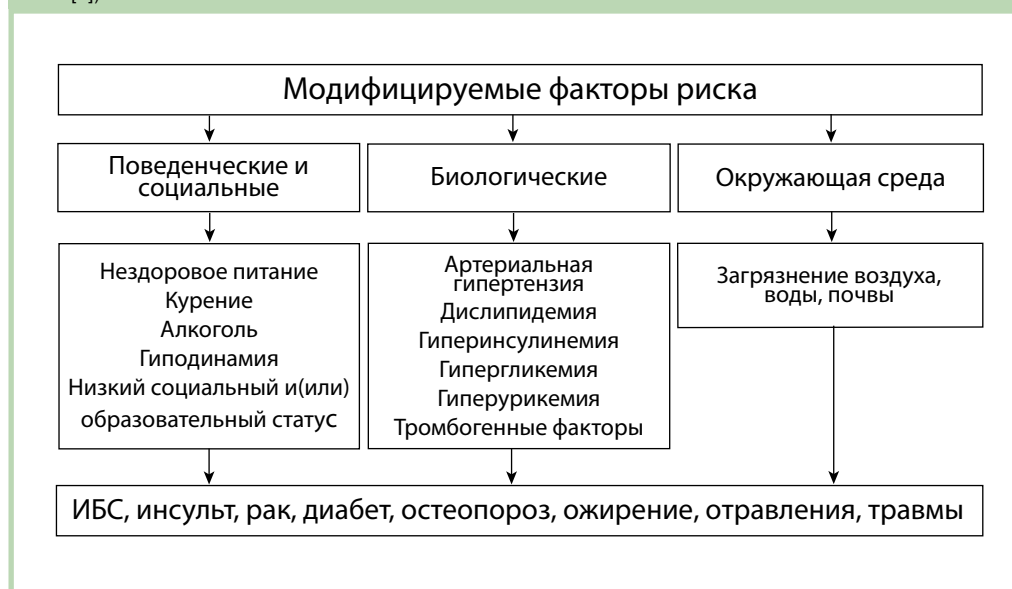 Модифицируемые факторы риска
Поведенческие и
социальные
Биологические
Окружающая среда
Нездоровое питание
Курение
Алкоголь
Гиподинамия
Низкий социальный и(или)
образовательный статус
Артериальная
гипертензия
Дислипидемия
Гиперинсулинемия
Гипергликемия
Гиперурикемия
Тромбогенные факторы
Загрязнение воздуха,
воды, почвы
ИБС, инсульт, рак, диабет, остеопороз, ожирение, отравления, травмы